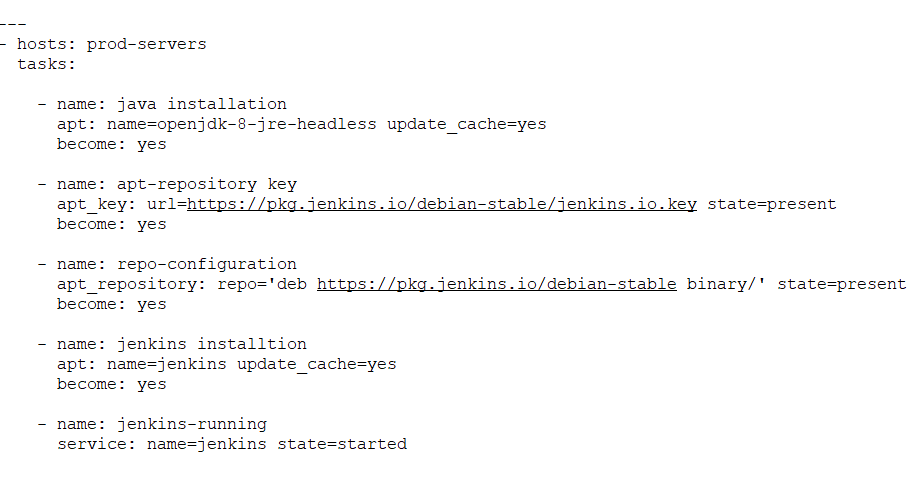 ---
- hosts: prod-servers
  tasks:

    - name: java installation
      apt: name=openjdk-8-jre-headless update_cache=yes
      become: yes

    - name: apt-repository key
      apt_key: url=https://pkg.jenkins.io/debian-stable/jenkins.io.key state=present
      become: yes

    - name: repo-configuration
      apt_repository: repo='deb https://pkg.jenkins.io/debian-stable binary/' state=present
      become: yes

    - name: jenkins installtion
      apt: name=jenkins update_cache=yes
      become: yes

    - name: jenkins-running
      service: name=jenkins state=started